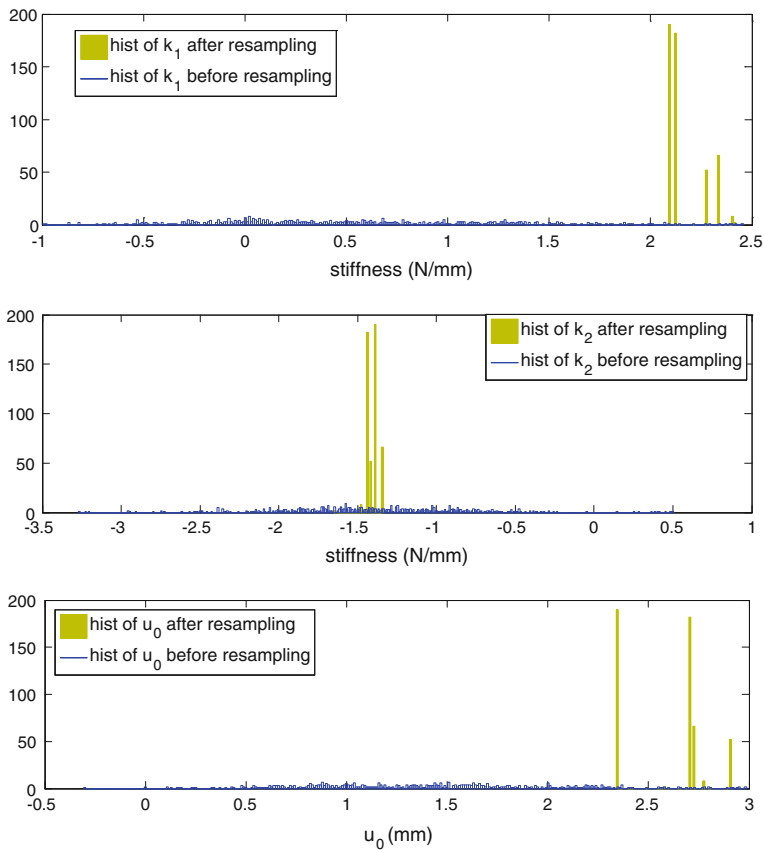 200
150
100
50
0
hist of k1 after resampling
hist of k1 before resampling
-1 -0.5 0 0.5 1 1.5 2 2.5
stiffness (N/mm)
200
150
100
50
0
hist of k2 after resampling
hist of k2 before resampling
-3.5 -3 -2.5 -2 -1.5 -1 -0.5 0 0.5 1
stiffness (N/mm)
200
150
100
50
0
hist of u0 after resampling
hist of u0 before resampling
-0.5 0 0.5 1 1.5 2 2.5 3
u0 (mm)